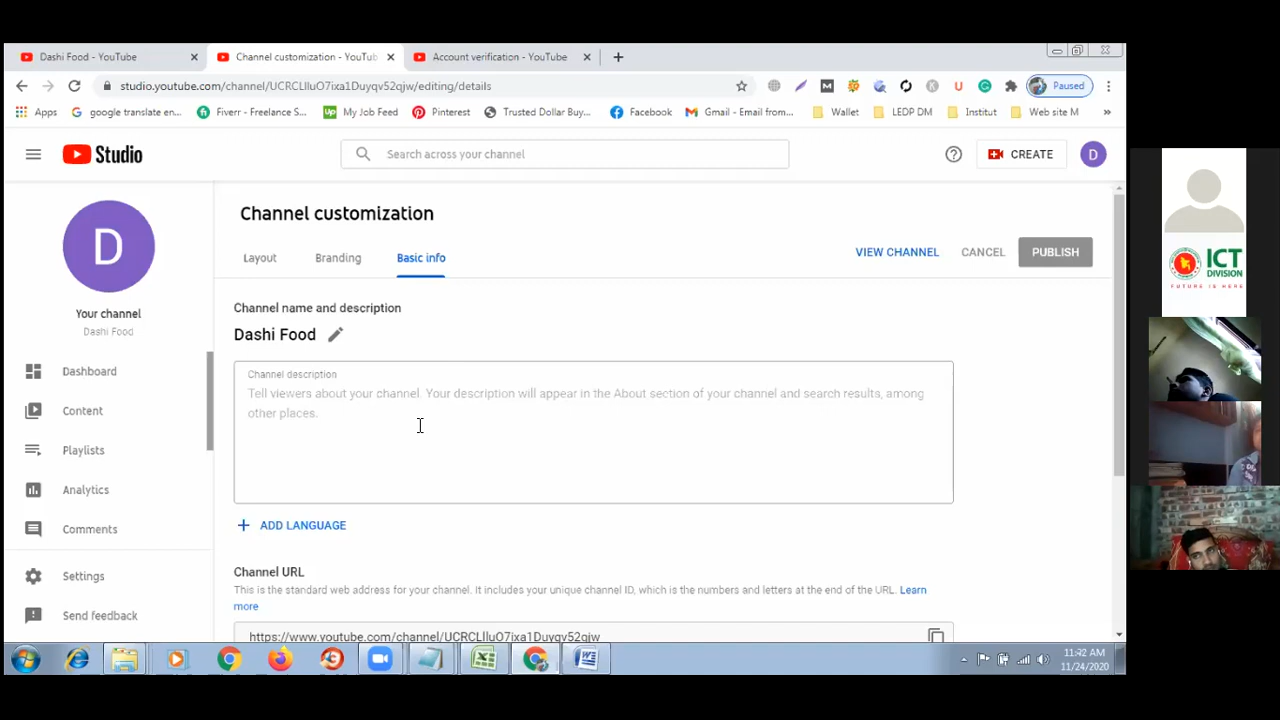 Dashi Food - YouTube
Channel customization - YouTub
Account verification - YouTube
studio.youtube.com/channel/UCRCLlluO7ixa1Duyqv52qjw/editing/details
Paused
Apps
google translate en...
Fiverr - Freelance S...
My Job Feed
Pinterest
Trusted Dollar Buy...
Facebook
Gmail - Email from...
Wallet
LEDP DM
Institut
Web site M
Studio
Search across your channel
CREATE
D
D
Your channel
Dashi Food
Dashboard
Content
Playlists
Analytics
Comments
Settings
Send feedback
Channel customization
Layout
Branding
Basic info
VIEW CHANNEL
CANCEL
PUBLISH
Channel name and description
Dashi Food
Channel description
Tell viewers about your channel. Your description will appear in the About section of your channel and search results, among
other places.
ADD LANGUAGE
Channel URL
This is the standard web address for your channel. It includes your unique channel ID, which is the numbers and letters at the end of the URL. Learn
more
https://www.youtube.com/channel/UCRCLlluO7ixa1Duyqv52qjw
ICT
DIVISION
FUTURE IS HERE
11:42 AM
11/24/2020